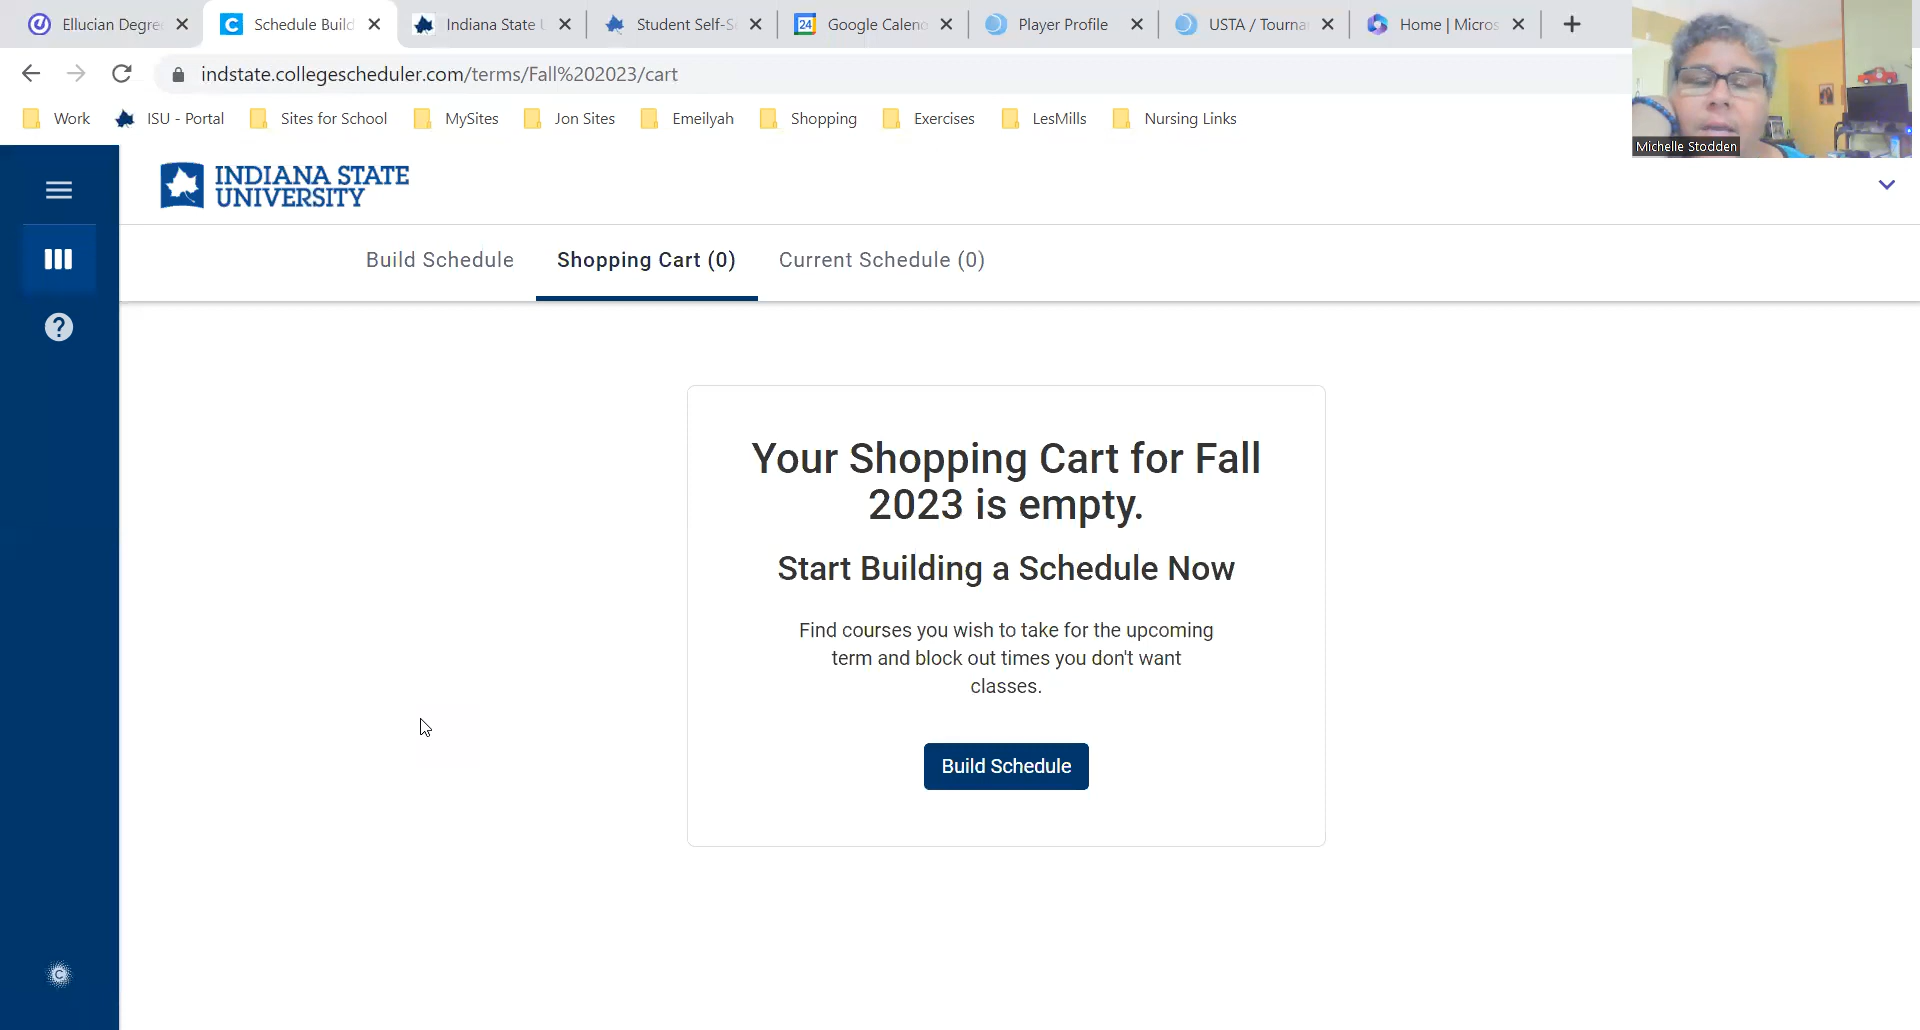 Ellucian Degre
Schedule Build
Indiana State U
Student Self-S
24
Google Calend
Player Profile
USTA / Tourna
Home | Micros
indstate.collegescheduler.com/terms/Fall%202023/cart
Work
ISU - Portal
Sites for School
MySites
Jon Sites
Emeilyah
Shopping
Exercises
LesMills
Nursing Links
Michelle Stodden
INDIANA STATE
UNIVERSITY
Build Schedule
Shopping Cart (0)
Current Schedule (0)
Your Shopping Cart for Fall
2023 is empty.
Start Building a Schedule Now
Find courses you wish to take for the upcoming
term and block out times you don't want
classes.
Build Schedule